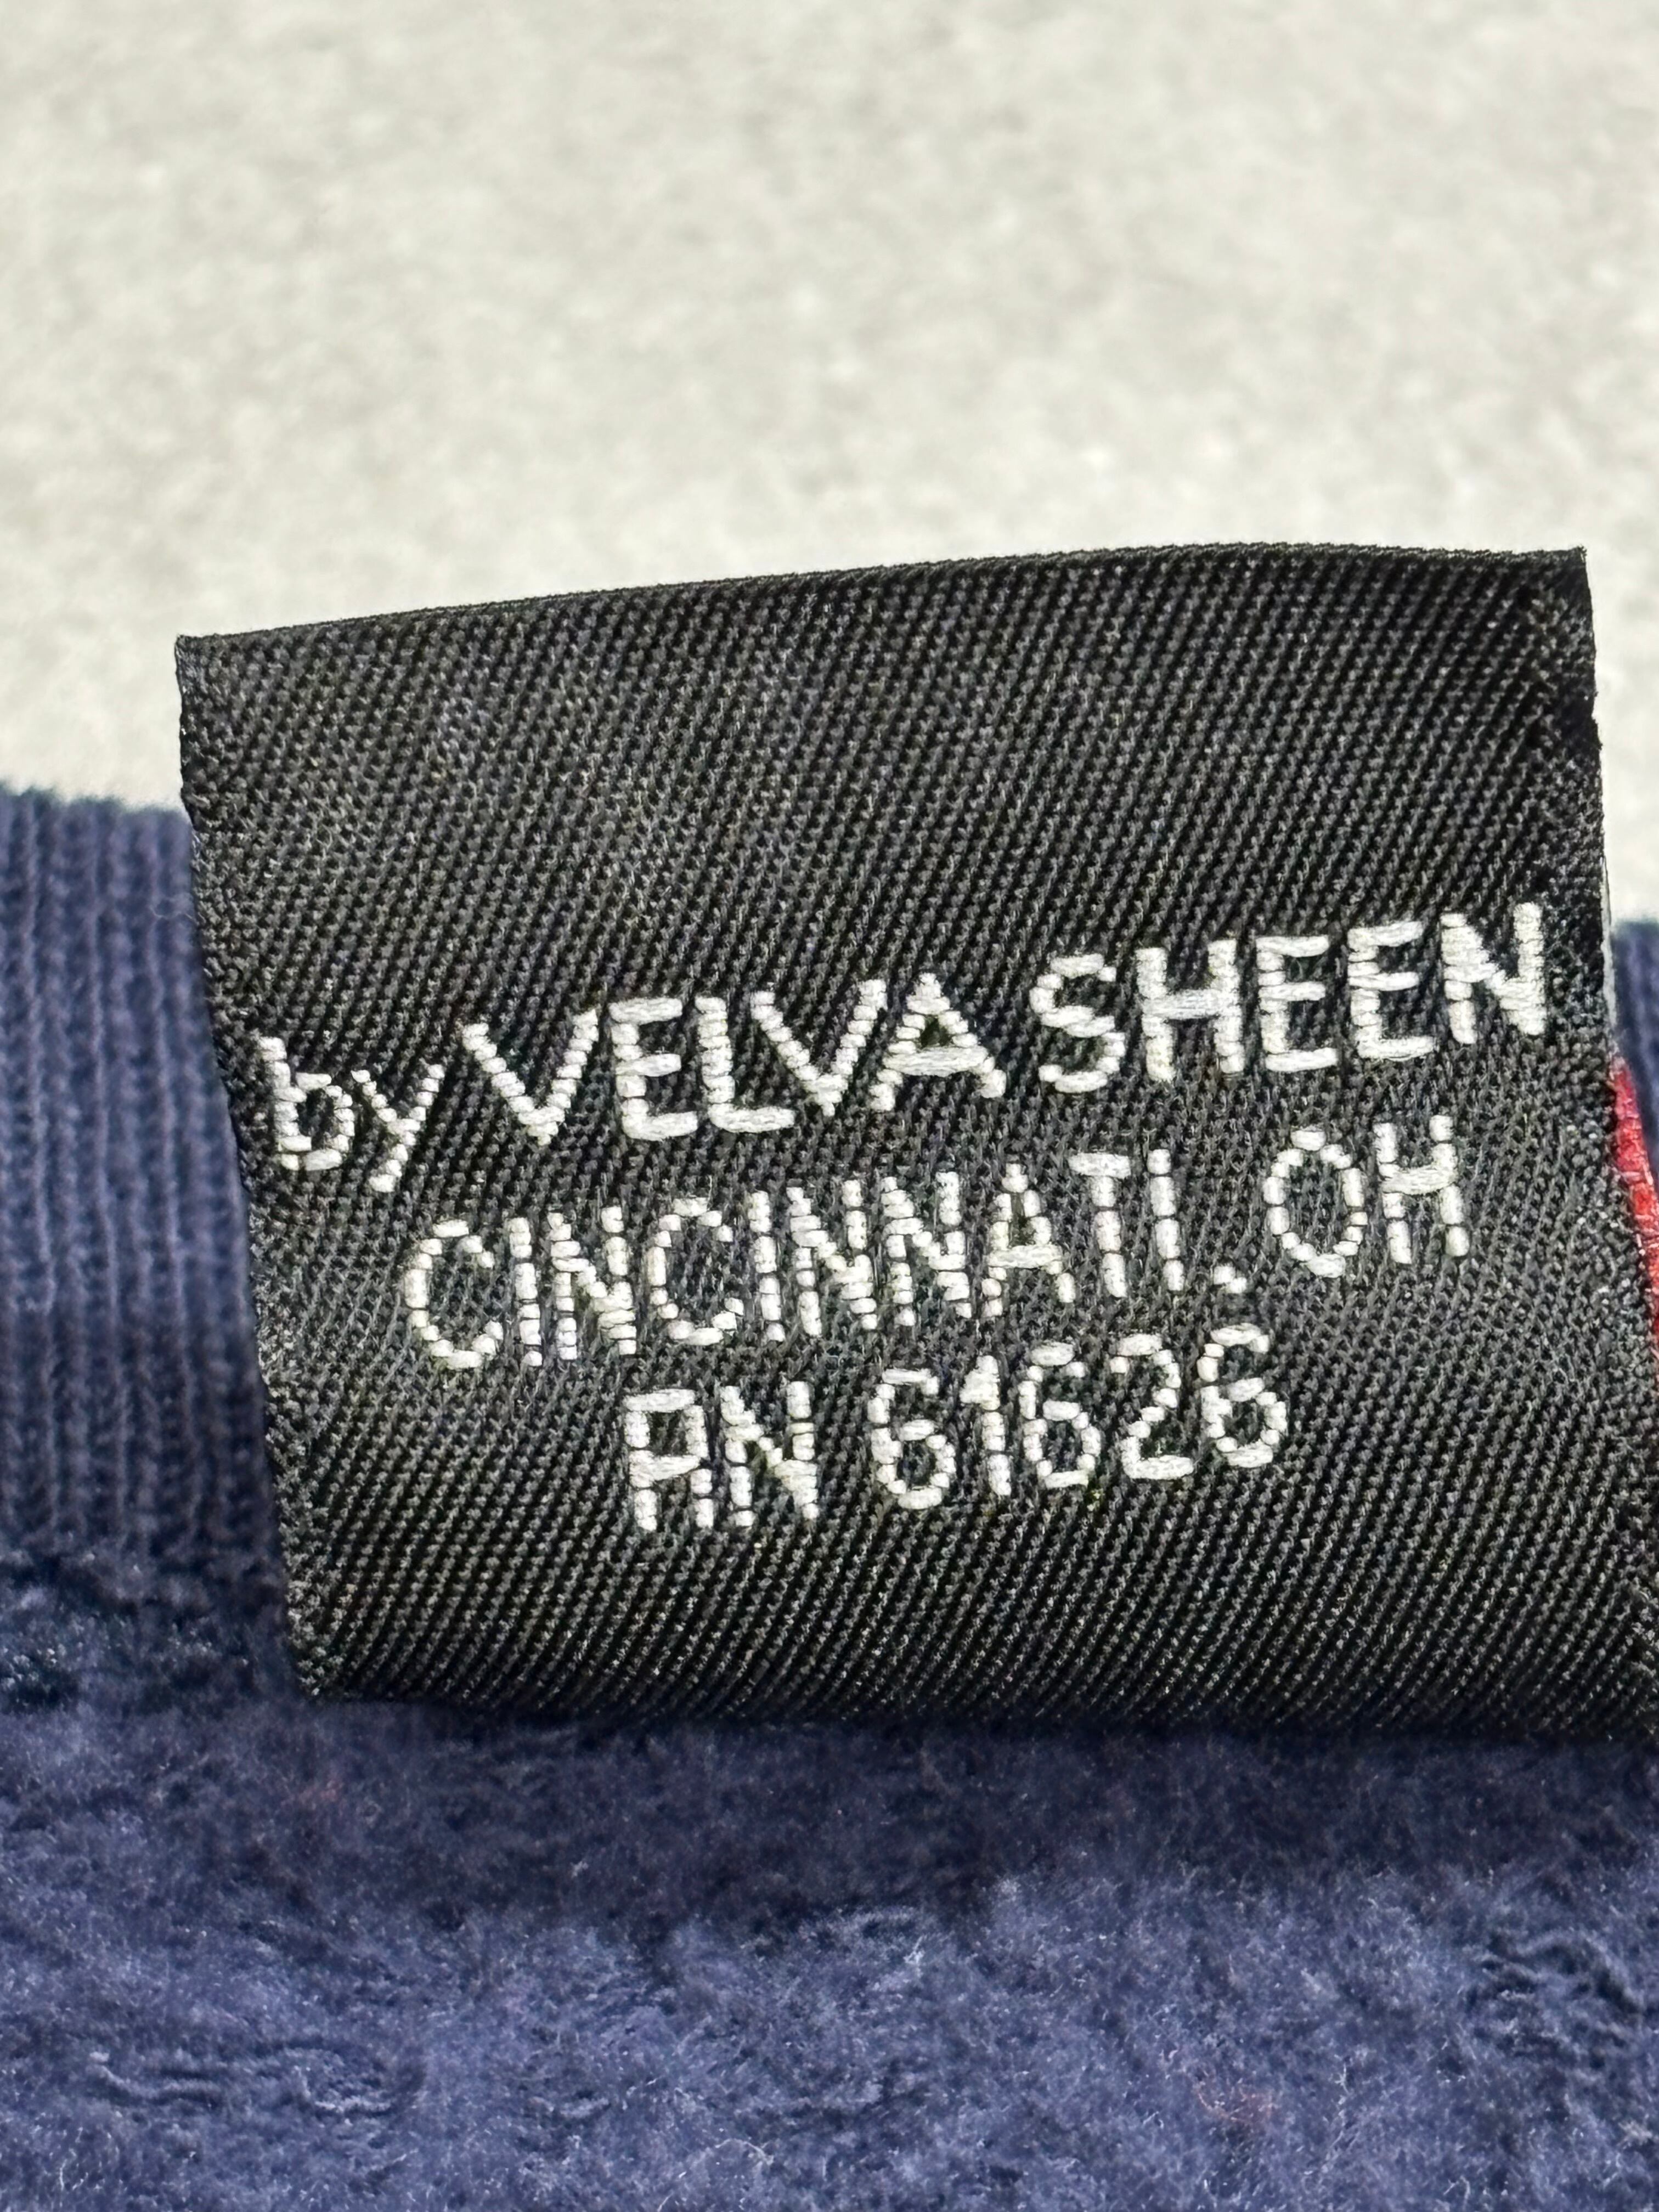 by VELVA SHEEN
CINCINNATI, OH
RN 61626